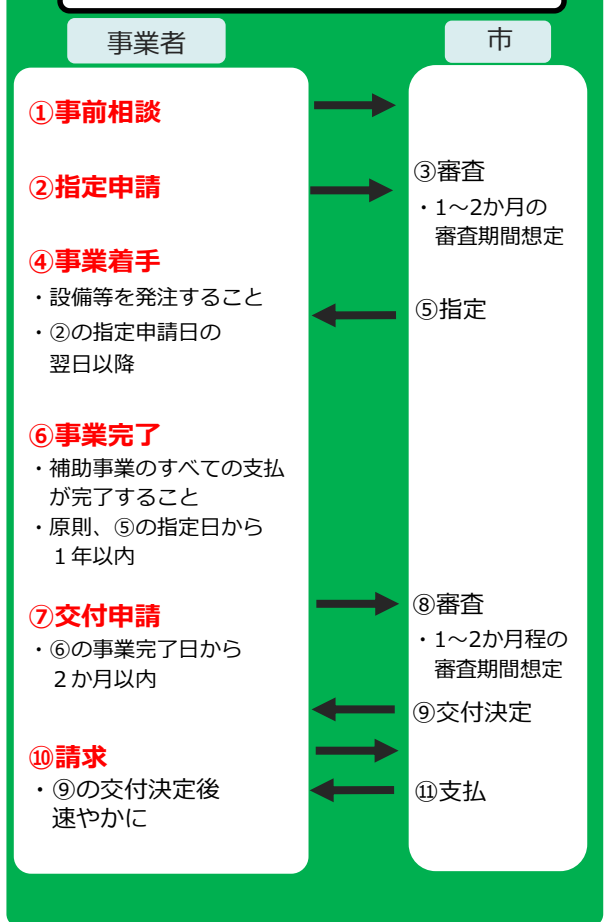 事業者
市
①事前相談
②指定申請
③審査
・1～2か月の
審査期間想定
④事業着手
・設備等を発注すること
・②の指定申請日の
翌日以降
⑤指定
⑥事業完了
・補助事業のすべての支払
が完了すること
・原則、⑤の指定日から
１年以内
⑦交付申請
・⑥の事業完了日から
２か月以内
⑧審査
・1～2か月程の
審査期間想定
⑨交付決定
⑩請求
・⑨の交付決定後
速やかに
⑪支払